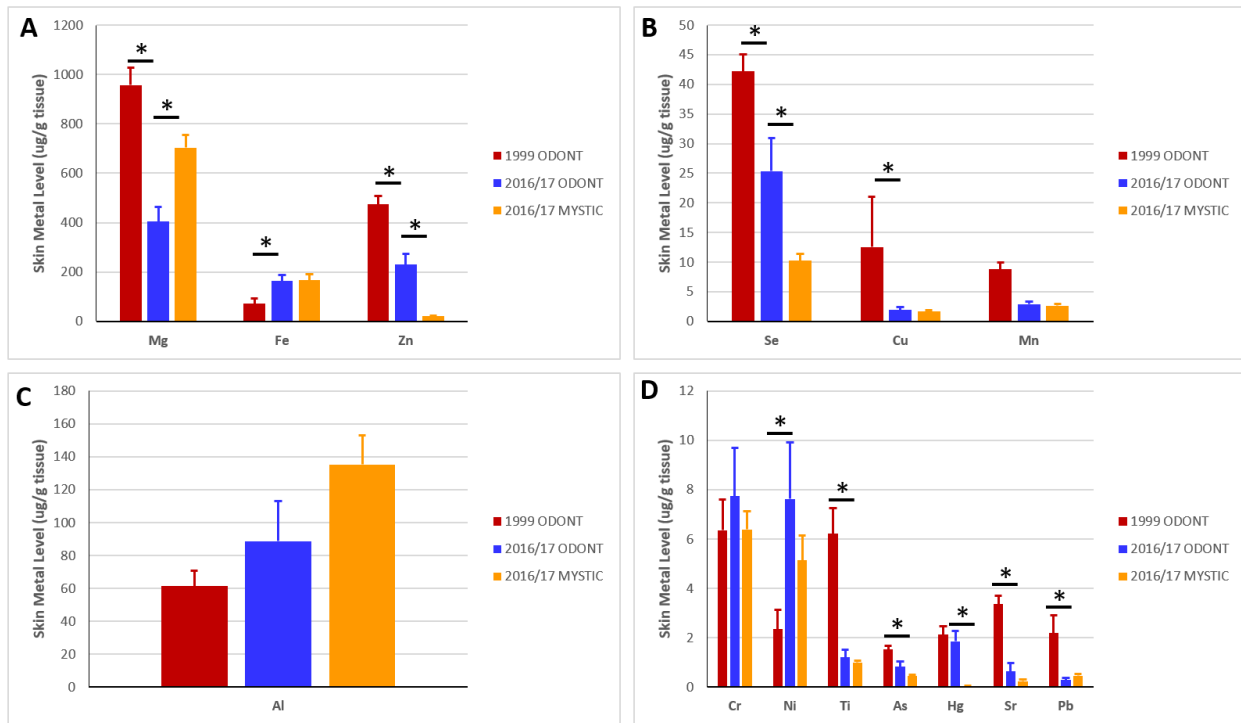 A
Skin Metal Level (ug/g tissue)
1200
1000
800
600
400
200
0
* * * * *
Mg Fe Zn
1999 ODONT
2016/17 ODONT
2016/17 MYSTIC
B
Skin Metal Level (ug/g tissue)
50
45
40
35
30
25
20
15
10
5
0
* * *
Se Cu Mn
1999 ODONT
2016/17 ODONT
2016/17 MYSTIC
C
Skin Metal Level (ug/g tissue)
180
160
140
120
100
80
60
40
20
0
Al
1999 ODONT
2016/17 ODONT
2016/17 MYSTIC
D
Skin Metal Level (ug/g tissue)
12
10
8
6
4
2
0
* * * * * *
Cr Ni Ti As Hg Sr Pb
1999 ODONT
2016/17 ODONT
2016/17 MYSTIC